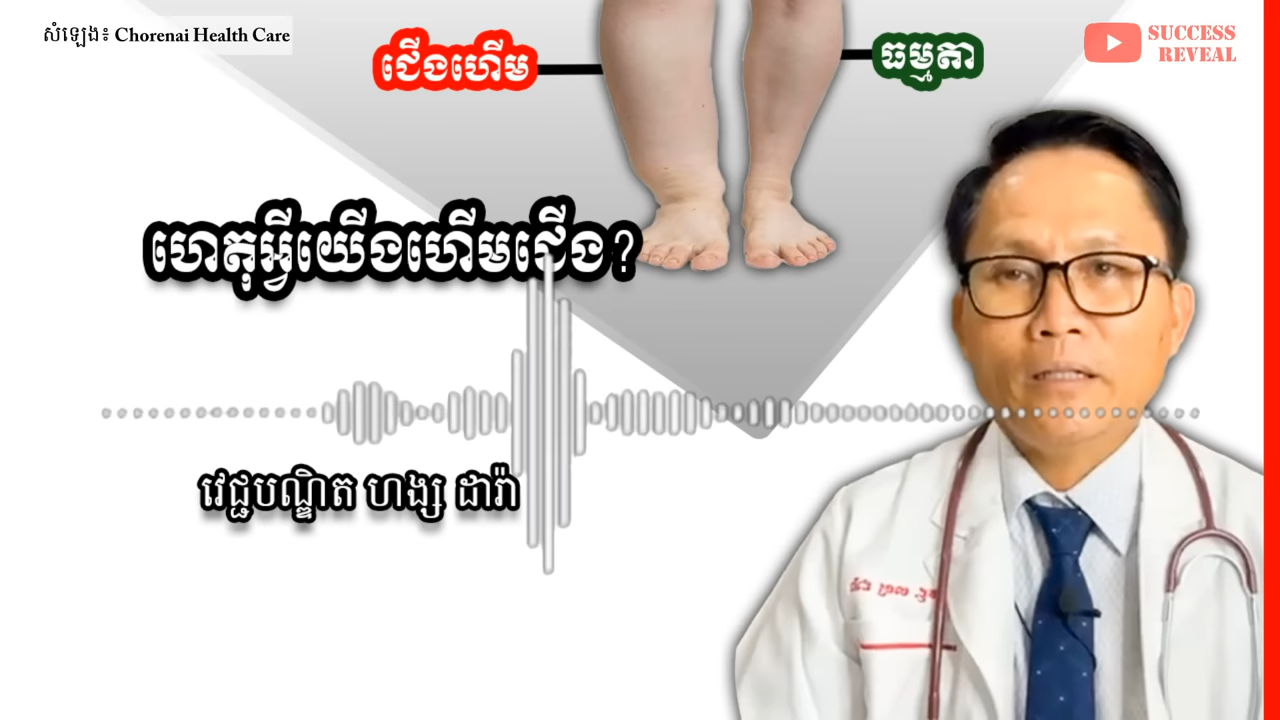 សំឡេង៖ Chorenai Health Care
ជើងហើម
ធម្មតា
SUCCESS
REVEAL
ហេតុអ្វីយើងហើមជើង?
វេជ្ជបណ្ឌិត ហង្ស ដារ៉ា